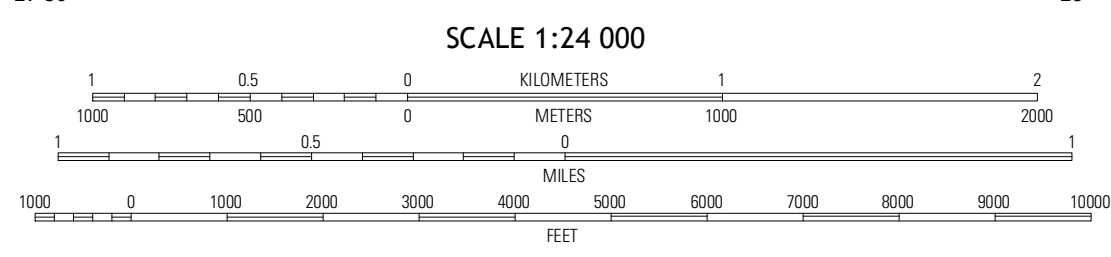 SCALE 1:24 000
1 0.5 0 KILOMETERS 1 2
1000 500 0 METERS 1000 2000
1 0.5 0 1
MILES
1000 0 1000 2000 3000 4000 5000 6000 7000 8000 9000 10000
FEET